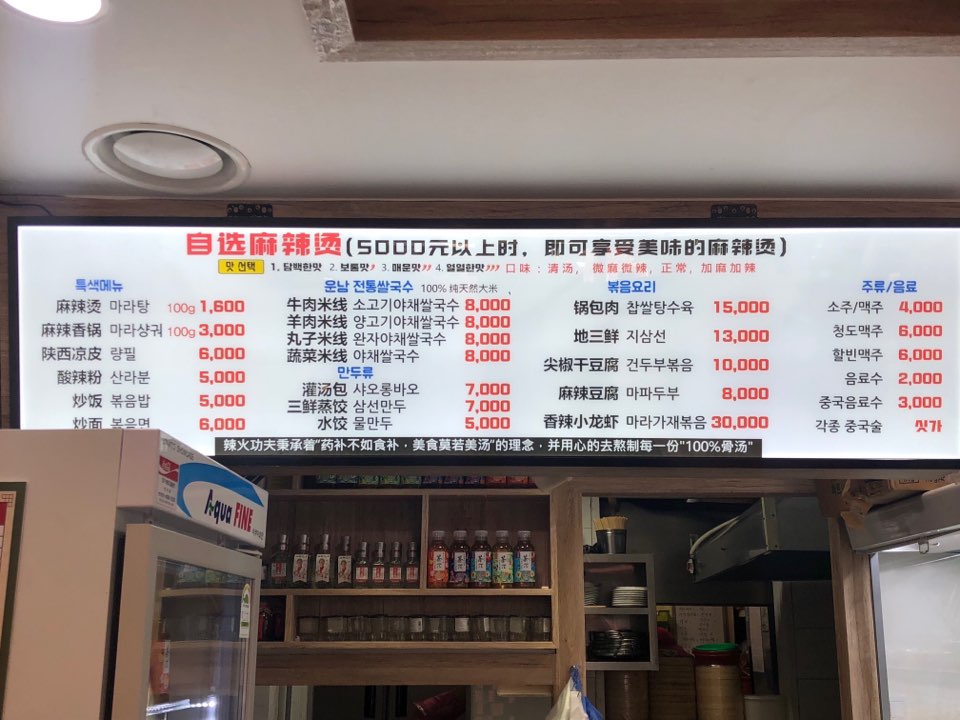 自选麻辣烫(5000元以上时，即可享受美味的麻辣烫)
맛 선택 1. 담백한맛 2. 보통맛 3. 매운맛 4. 얼얼한맛 口味：清汤， 微麻微辣，正常，加麻加辣
특색메뉴
麻辣烫 마라탕 100g 1,600
麻辣香锅 마라샹궈 100g 3,000
陕西凉皮 량필 6,000
酸辣粉 산라분 5,000
炒饭 볶음밥 5,000
炒面 볶음면 6,000
운남 전통쌀국수 100% 纯天然大米
牛肉米线 소고기야채쌀국수 8,000
羊肉米线 양고기야채쌀국수 8,000
丸子米线 완자야채쌀국수 8,000
蔬菜米线 야채쌀국수 8,000
만두류
灌汤包 샤오롱바오 7,000
三鲜蒸饺 삼선만두 7,000
水饺 물만두 5,000
볶음요리
锅包肉 찹쌀탕수육 15,000
地三鲜 지삼선 13,000
尖椒干豆腐 건두부볶음 10,000
麻辣豆腐 마파두부 8,000
香辣小龙虾 마라가재볶음 30,000
주류/음료
소주/맥주 4,000
청도맥주 6,000
할빈맥주 6,000
음료수 2,000
중국음료수 3,000
각종 중국술 싯가
辣火功夫秉承着“药补不如食补·美食莫若美汤”的理念·并用心的去熬制每一份"100%骨汤"
Aqua FINE